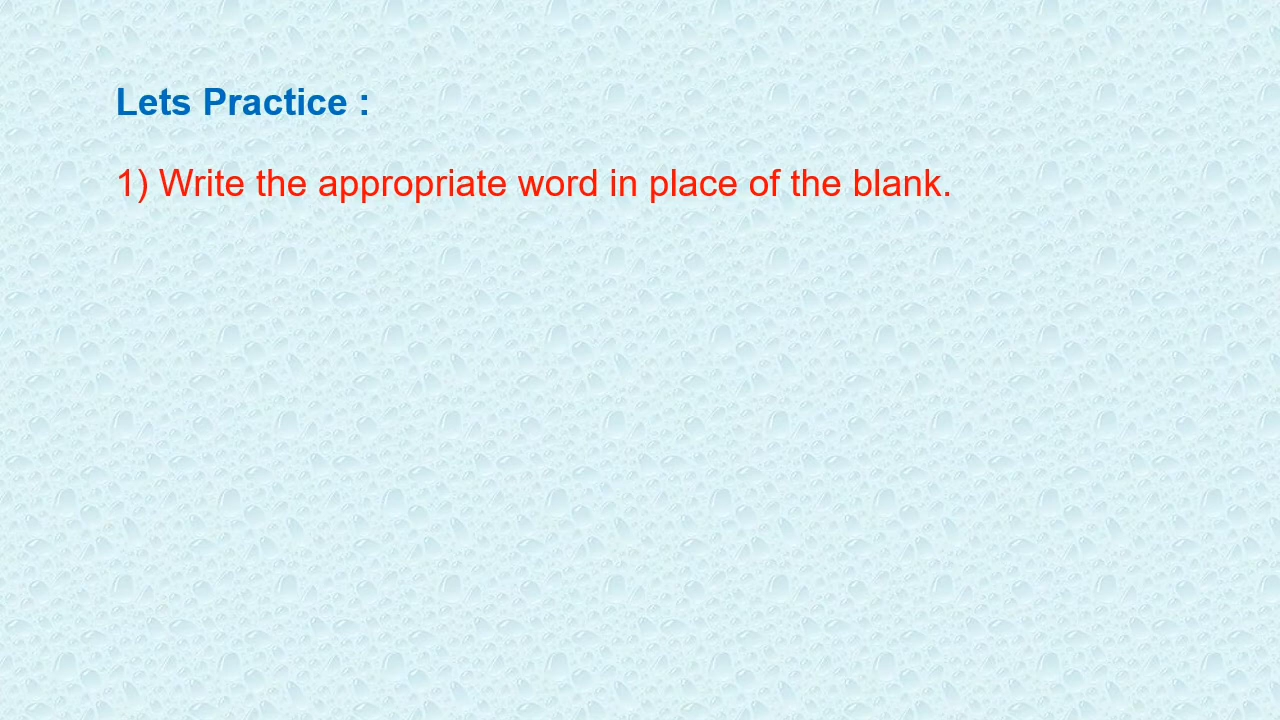 Lets Practice :
1) Write the appropriate word in place of the blank.